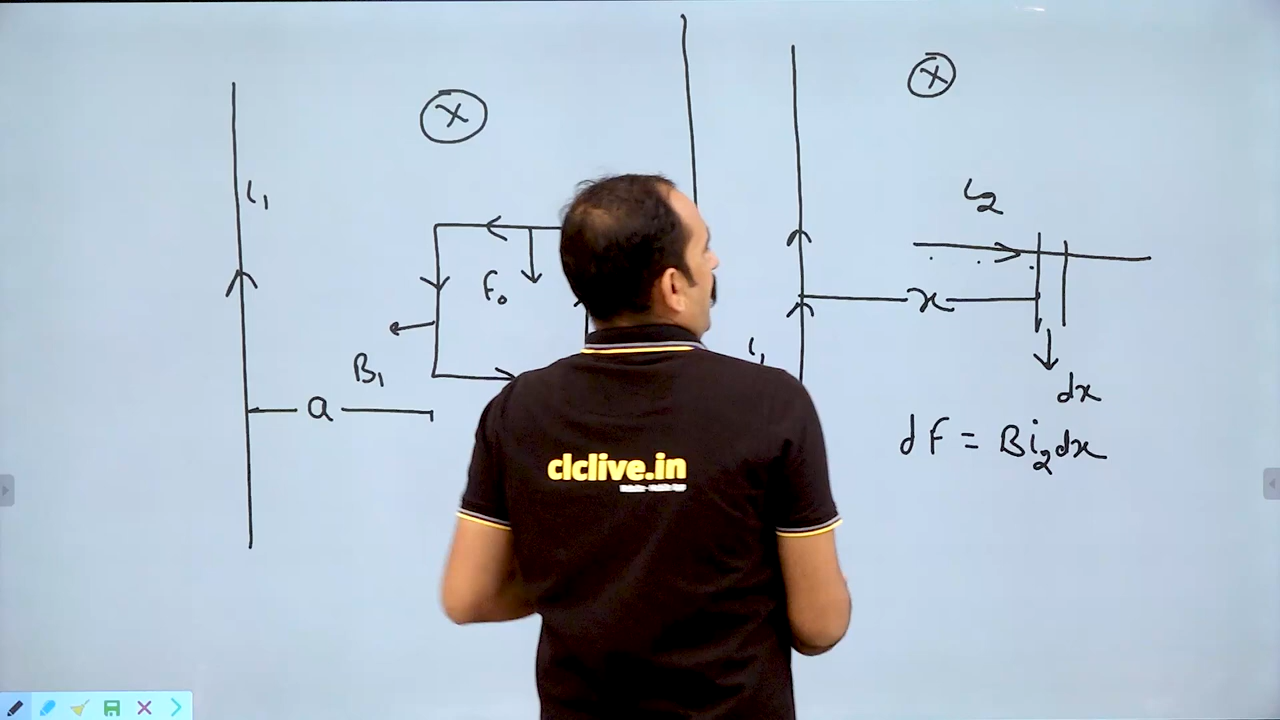 i₁
F₀
B₁
a
i₂
x
i₁
dx
dF = Bi₂dx
clclive.in